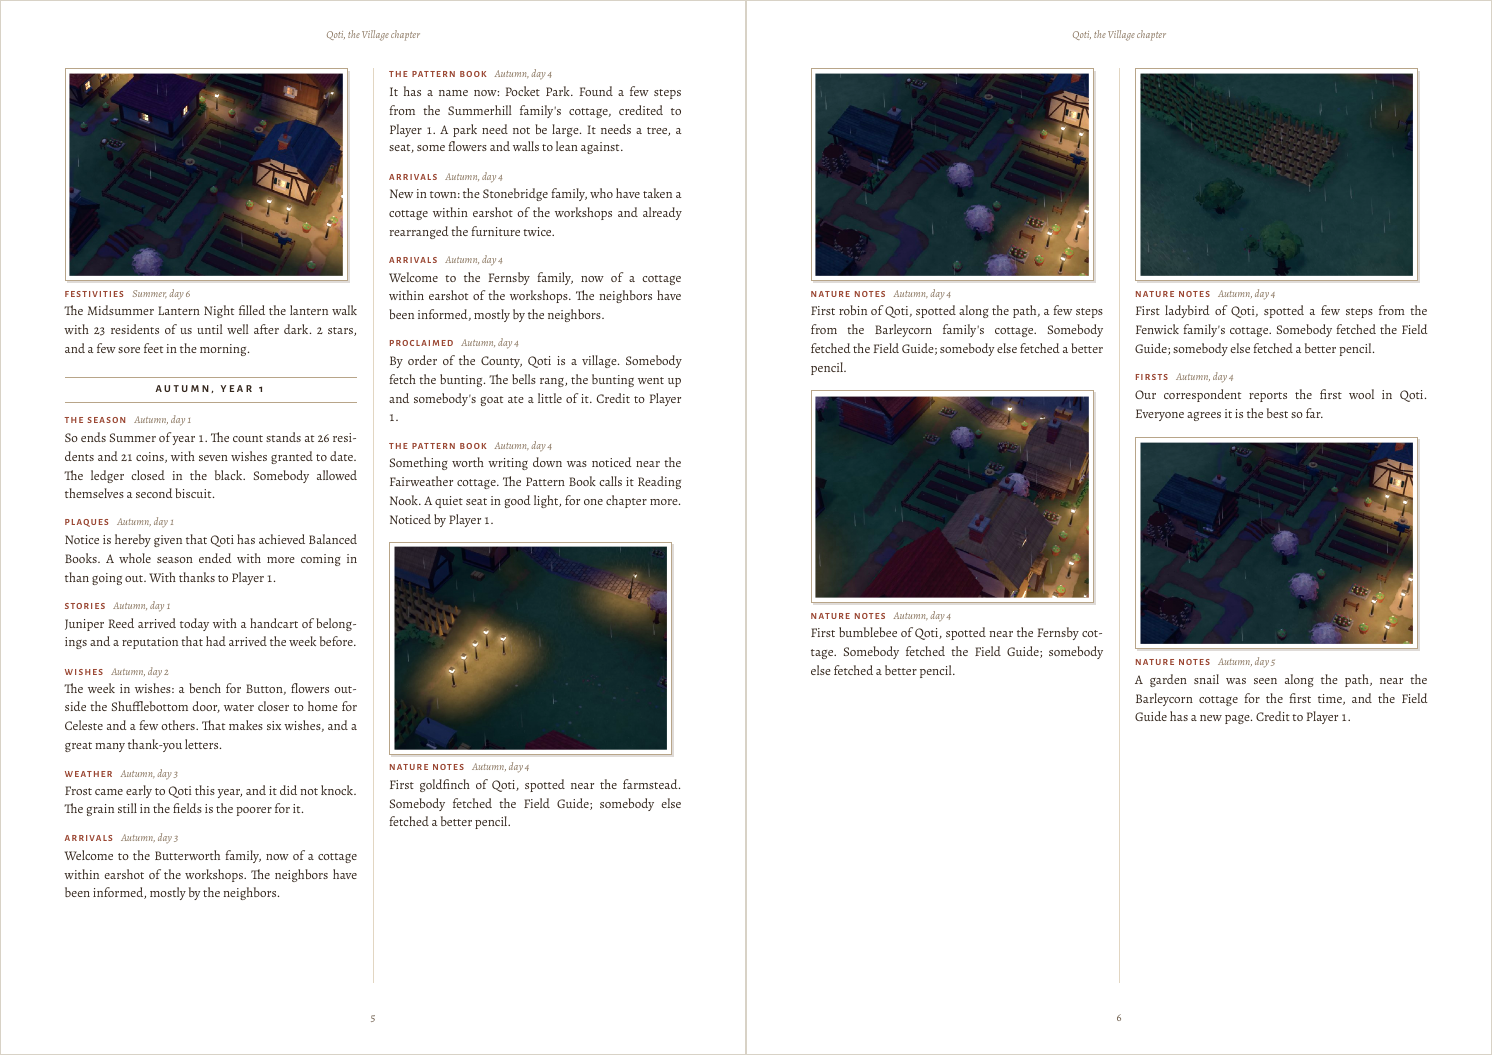 Qoti, the Village chapter
FESTIVITIES Summer, day 6
The Midsummer Lantern Night filled the lantern walk
with 23 residents of us until well after dark. 2 stars,
and a few sore feet in the morning.
AUTUMN, YEAR 1
THE SEASON Autumn, day 1
So ends Summer of year 1. The count stands at 26 resi-
dents and 21 coins, with seven wishes granted to date.
The ledger closed in the black. Somebody allowed
themselves a second biscuit.
PLAQUES Autumn, day 1
Notice is hereby given that Qoti has achieved Balanced
Books. A whole season ended with more coming in
than going out. With thanks to Player 1.
STORIES Autumn, day 1
Juniper Reed arrived today with a handcart of belong-
ings and a reputation that had arrived the week before.
WISHES Autumn, day 2
The week in wishes: a bench for Button, flowers out-
side the Shufflebottom door, water closer to home for
Celeste and a few others. That makes six wishes, and a
great many thank-you letters.
WEATHER Autumn, day 3
Frost came early to Qoti this year, and it did not knock.
The grain still in the fields is the poorer for it.
ARRIVALS Autumn, day 3
Welcome to the Butterworth family, now of a cottage
within earshot of the workshops. The neighbors have
been informed, mostly by the neighbors.
THE PATTERN BOOK Autumn, day 4
It has a name now: Pocket Park. Found a few steps
from the Summerhill family's cottage, credited to
Player 1. A park need not be large. It needs a tree, a
seat, some flowers and walls to lean against.
ARRIVALS Autumn, day 4
New in town: the Stonebridge family, who have taken a
cottage within earshot of the workshops and already
rearranged the furniture twice.
ARRIVALS Autumn, day 4
Welcome to the Fernsby family, now of a cottage
within earshot of the workshops. The neighbors have
been informed, mostly by the neighbors.
PROCLAIMED Autumn, day 4
By order of the County, Qoti is a village. Somebody
fetch the bunting. The bells rang, the bunting went up
and somebody's goat ate a little of it. Credit to Player
1.
THE PATTERN BOOK Autumn, day 4
Something worth writing down was noticed near the
Fairweather cottage. The Pattern Book calls it Reading
Nook. A quiet seat in good light, for one chapter more.
Noticed by Player 1.
NATURE NOTES Autumn, day 4
First goldfinch of Qoti, spotted near the farmstead.
Somebody fetched the Field Guide; somebody else
fetched a better pencil.
5
Qoti, the Village chapter
NATURE NOTES Autumn, day 4
First robin of Qoti, spotted along the path, a few steps
from the Barleycorn family's cottage. Somebody
fetched the Field Guide; somebody else fetched a better
pencil.
NATURE NOTES Autumn, day 4
First bumblebee of Qoti, spotted near the Fernsby cot-
tage. Somebody fetched the Field Guide; somebody
else fetched a better pencil.
NATURE NOTES Autumn, day 4
First ladybird of Qoti, spotted a few steps from the
Fenwick family's cottage. Somebody fetched the Field
Guide; somebody else fetched a better pencil.
FIRSTS Autumn, day 4
Our correspondent reports the first wool in Qoti.
Everyone agrees it is the best so far.
NATURE NOTES Autumn, day 5
A garden snail was seen along the path, near the
Barleycorn cottage for the first time, and the Field
Guide has a new page. Credit to Player 1.
6